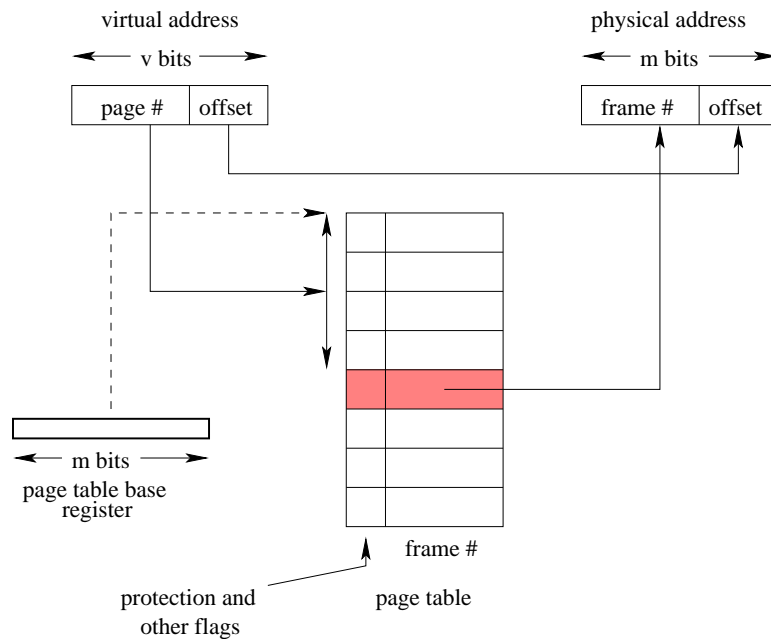 virtual address
v bits
page #
offset
physical address
m bits
frame #
offset
m bits
page table base
register
frame #
page table
protection and
other flags